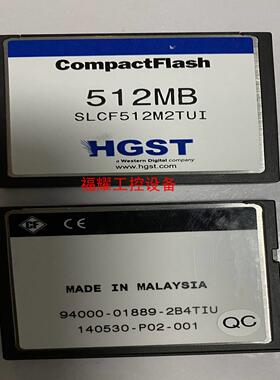 CompactFlash
512MB
SLCF512M2TUI
HGST
a Western Digital company
www.hgst.com
福耀工控设备
CF CE
MADE IN MALAYSIA
94000-01889-2B4TIU
140530-P02-001
QC